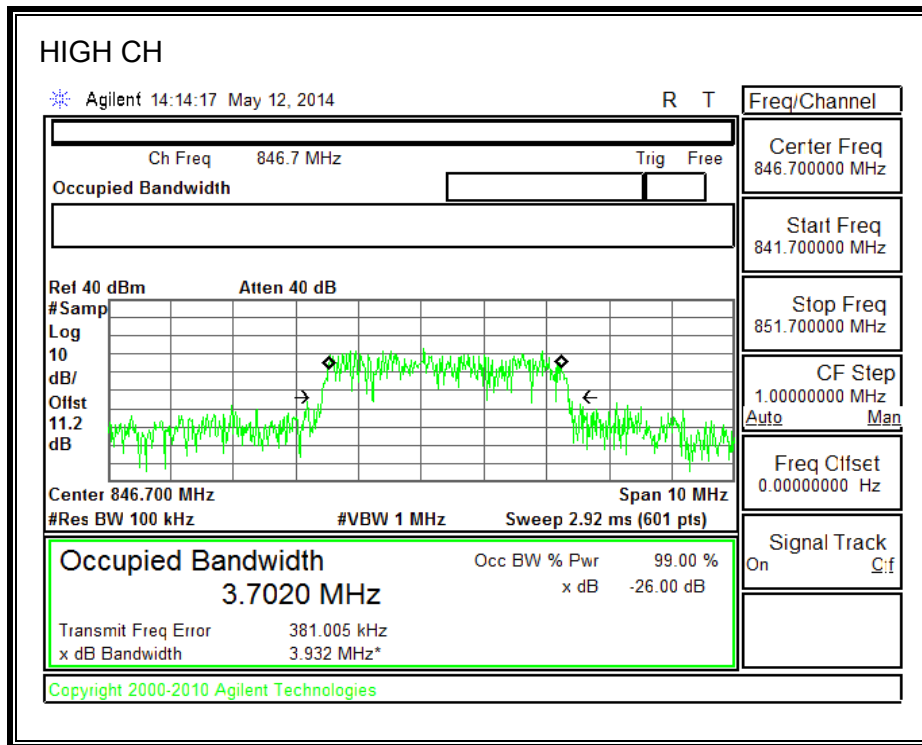 HIGH CH
Agilent 14:14:17 May 12, 2014 R T
Freq/Channel
Ch Freq 846.7 MHz Trig Free
Occupied Bandwidth
Center Freq
846.700000 MHz
Start Freq
841.700000 MHz
Stop Freq
851.700000 MHz
CF Step
1.00000000 MHz
Auto Man
Freq Offset
0.00000000 Hz
Signal Track
On Off
Ref 40 dBm Atten 40 dB
#Samp
Log
10
dB/
Offst
11.2
dB
Center 846.700 MHz Span 10 MHz
#Res BW 100 kHz #VBW 1 MHz Sweep 2.92 ms (601 pts)
Occupied Bandwidth
3.7020 MHz
Occ BW % Pwr 99.00 %
x dB -26.00 dB
Transmit Freq Error 381.005 kHz
x dB Bandwidth 3.932 MHz*
Copyright 2000-2010 Agilent Technologies